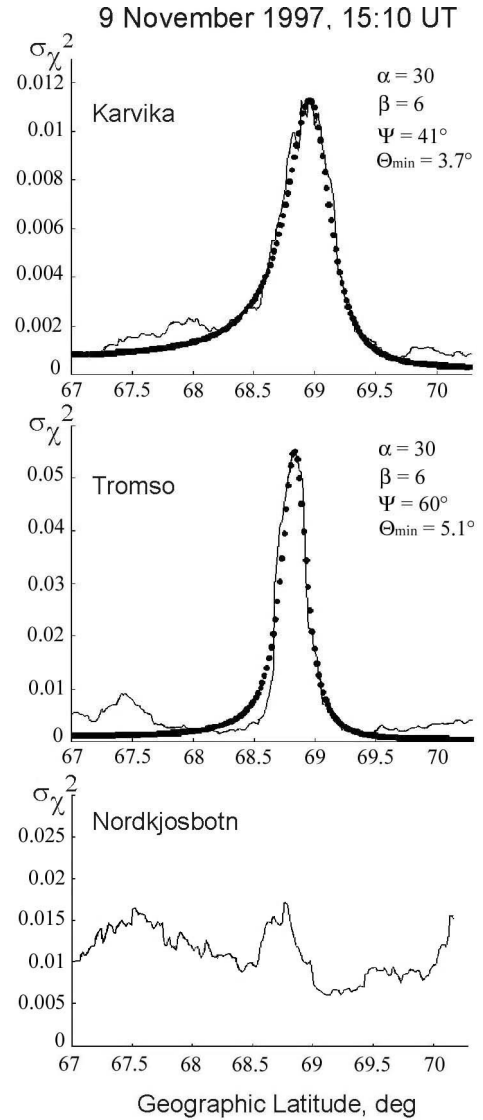 9 November 1997, 15:10 UT
σχ²
0.012
0.01
0.008
0.006
0.004
0.002
0
Karvika
α = 30
β = 6
Ψ = 41°
Θmin = 3.7°
67 67.5 68 68.5 69 69.5 70
σχ²
0.05
0.04
0.03
0.02
0.01
0
Tromso
α = 30
β = 6
Ψ = 60°
Θmin = 5.1°
67 67.5 68 68.5 69 69.5 70
σχ²
0.025
0.02
0.015
0.01
0.005
0
Nordkjosbotn
67 67.5 68 68.5 69 69.5 70
Geographic Latitude, deg